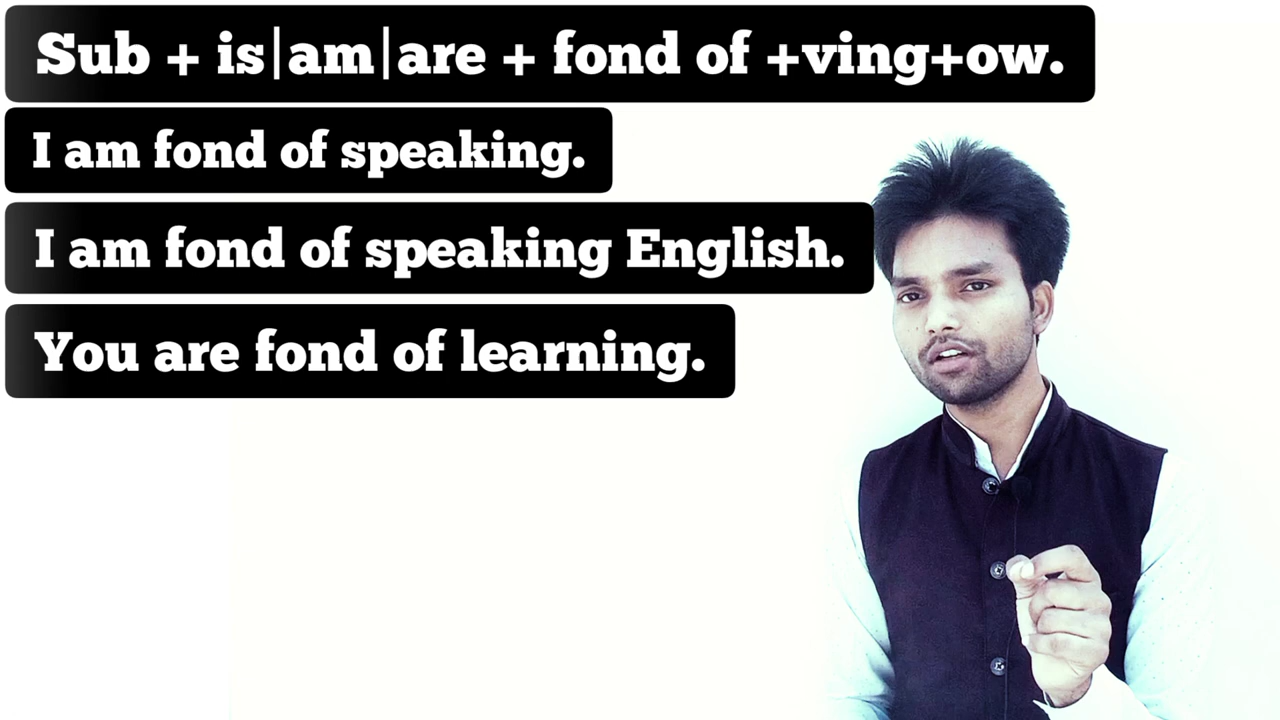 Sub + is|am|are + fond of +ving+ow.
I am fond of speaking.
I am fond of speaking English.
You are fond of learning.